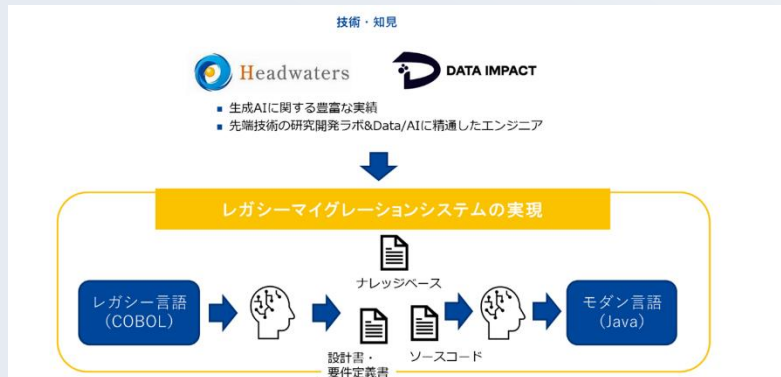 技術・知見
Headwaters
DATA IMPACT
■ 生成AIに関する豊富な実績
■ 先端技術の研究開発ラボ&Data/AIに精通したエンジニア
レガシーマイグレーションシステムの実現
ナレッジベース
レガシー言語
(COBOL)
モダン言語
(Java)
設計書・
要件定義書
ソースコード